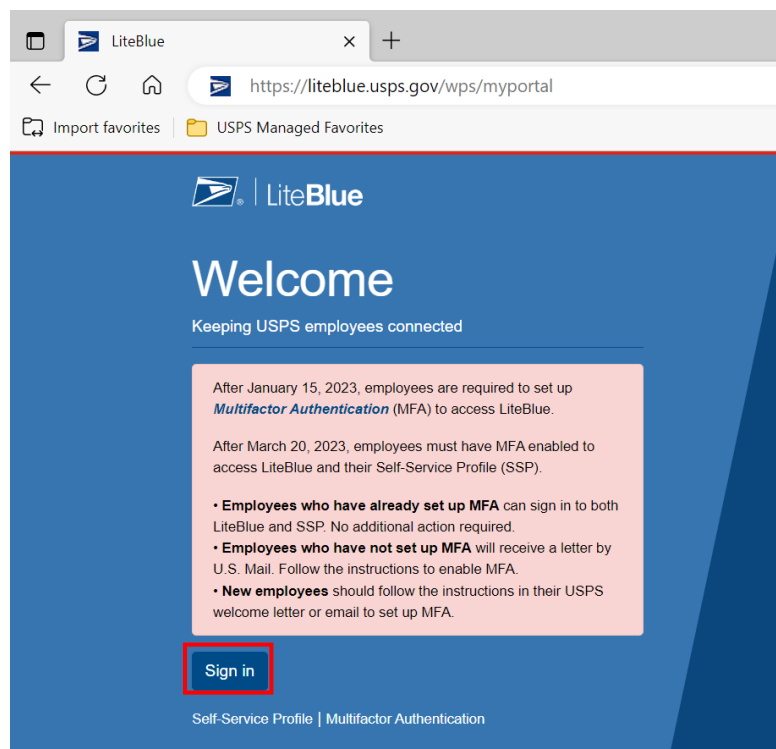 LiteBlue
https://liteblue.usps.gov/wps/myportal
Import favorites
USPS Managed Favorites
LiteBlue
Welcome
Keeping USPS employees connected
After January 15, 2023, employees are required to set up
Multifactor Authentication (MFA) to access LiteBlue.
After March 20, 2023, employees must have MFA enabled to
access LiteBlue and their Self-Service Profile (SSP).
• Employees who have already set up MFA can sign in to both
LiteBlue and SSP. No additional action required.
• Employees who have not set up MFA will receive a letter by
U.S. Mail. Follow the instructions to enable MFA.
• New employees should follow the instructions in their USPS
welcome letter or email to set up MFA.
Sign in
Self-Service Profile | Multifactor Authentication